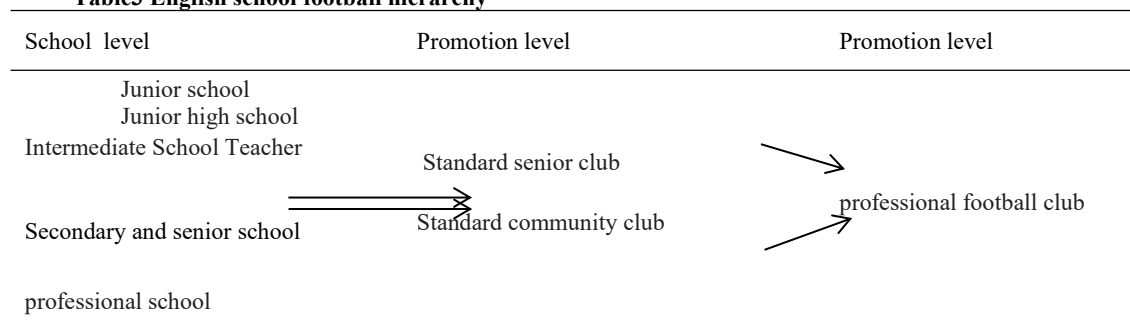 Table3 English school football hierarchy
School level Promotion level Promotion level
Junior school
Junior high school
Intermediate School Teacher
Standard senior club
professional football club
Standard community club
Secondary and senior school
professional school